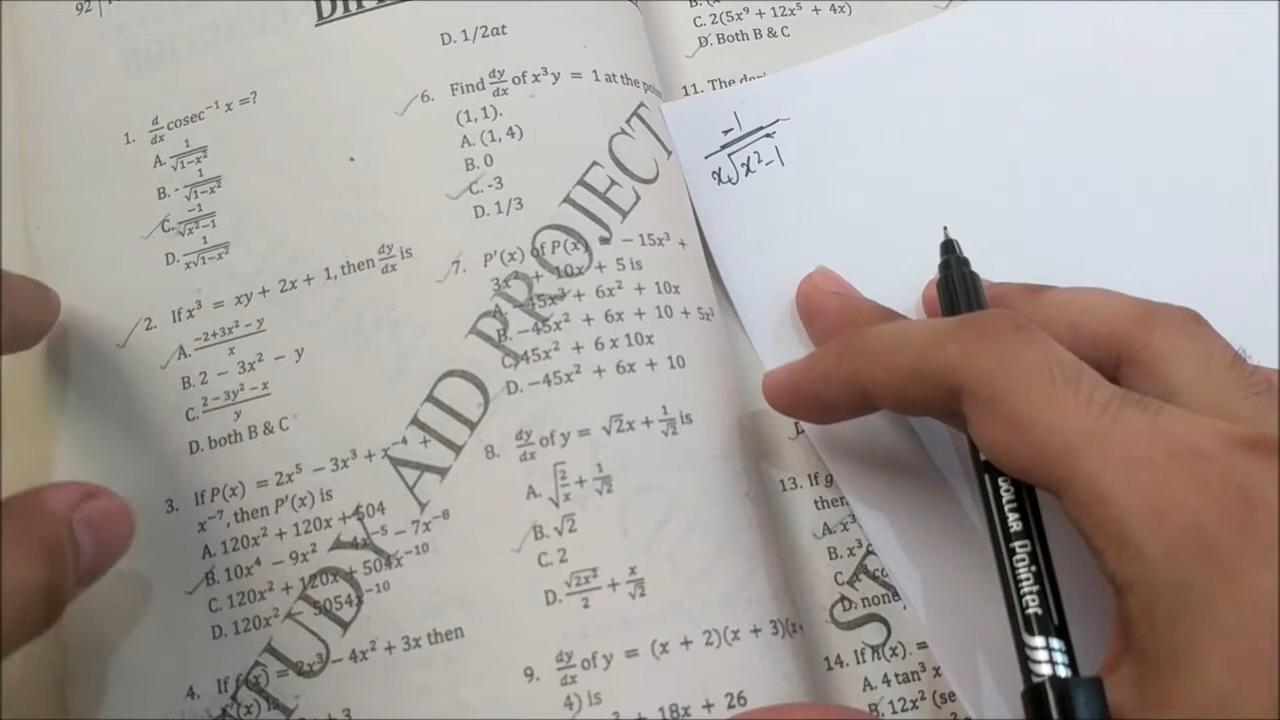 92
D. 1/2at
1. d/dx cosec⁻¹ x =?
A. 1/√1−x²
B. - 1/√1−x²
C. −1/√x²−1
D. 1/x√1−x²
2. If x³ = xy + 2x + 1, then dy/dx is
A. −2+3x²−y/x
B. 2 − 3x² − y
C. 2−3y²−x/y
D. both B & C
3. If P(x) = 2x⁵ − 3x³ + x⁻⁴ +
x⁻⁷, then P′(x) is
A. 120x² + 120x + 504
B. 10x⁴ − 9x² − 4x⁻⁵ − 7x⁻⁸
C. 120x² + 120x + 504x⁻¹⁰
D. 120x² − 5054x⁻¹⁰
4. If f(x) = 2x³ − 4x² + 3x then
6. Find dy/dx of x³y = 1 at the
(1, 1).
A. (1, 4)
B. 0
C. -3
D. 1/3
7. P′(x) of P(x) = −15x³ +
3x² + 10x + 5 is
A. −45x³ + 6x² + 10x
B. −45x² + 6x + 10 + 5x³
C. 45x² + 6 x 10x
D. −45x² + 6x + 10
8. dy/dx of y = √2x + 1/√2 is
A. √2/x + 1/√2
B. √2
C. 2
D. √2x²/2 + x/√2
9. dy/dx of y = (x + 2)(x + 3)(x+
4) is
+ 18x + 26
C. 2(5x⁹ + 12x⁵ + 4x)
D. Both B & C
11. The
−1
x√x²−1
13. If
then
A. x³
B. x³
D. none
14. If h(x). =
A. 4 tan³ x
B. 12x² (se
STUDY AID PROJECT
DOLLAR Pointer